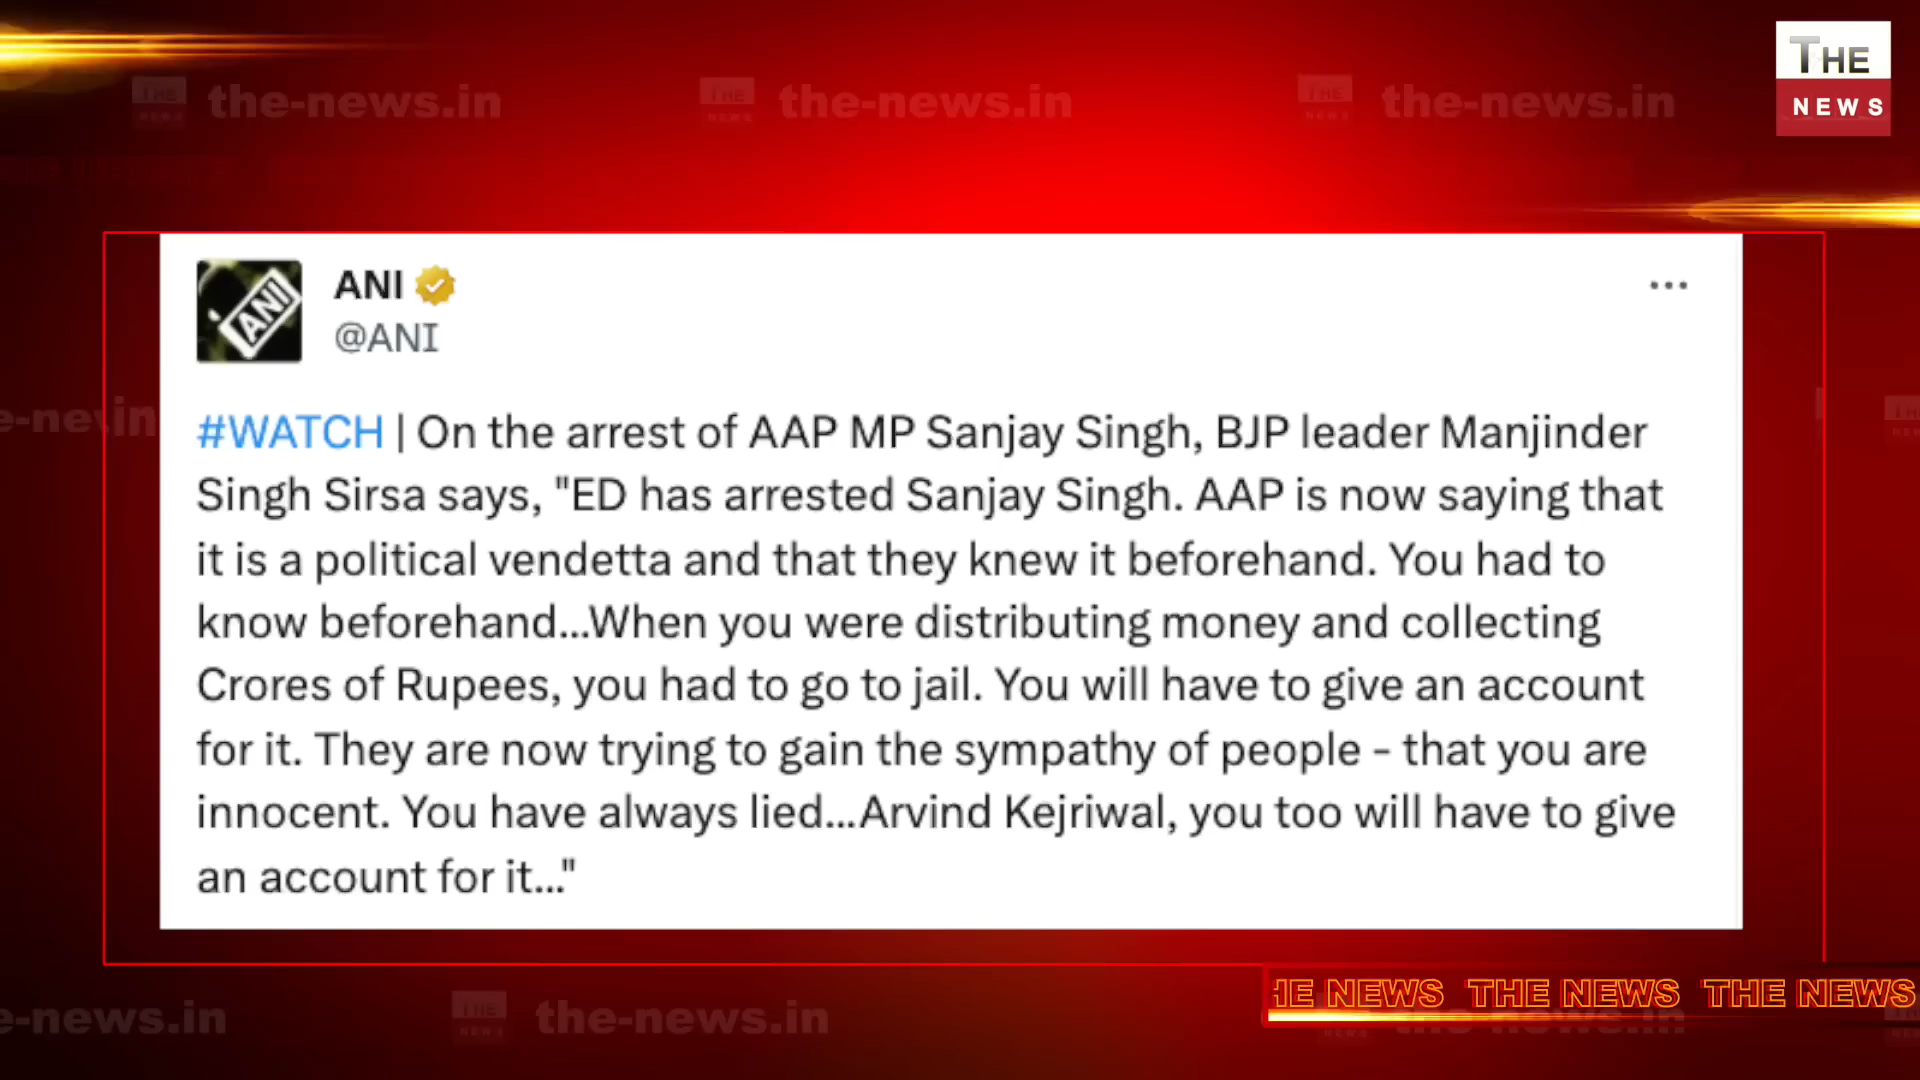 THE
NEWS
the-news.in the-news.in the-news.in
ANI
@ANI
#WATCH | On the arrest of AAP MP Sanjay Singh, BJP leader Manjinder
Singh Sirsa says, "ED has arrested Sanjay Singh. AAP is now saying that
it is a political vendetta and that they knew it beforehand. You had to
know beforehand...When you were distributing money and collecting
Crores of Rupees, you had to go to jail. You will have to give an account
for it. They are now trying to gain the sympathy of people - that you are
innocent. You have always lied...Arvind Kejriwal, you too will have to give
an account for it..."
THE NEWS THE NEWS
e-news.in the-news.in the-news.in